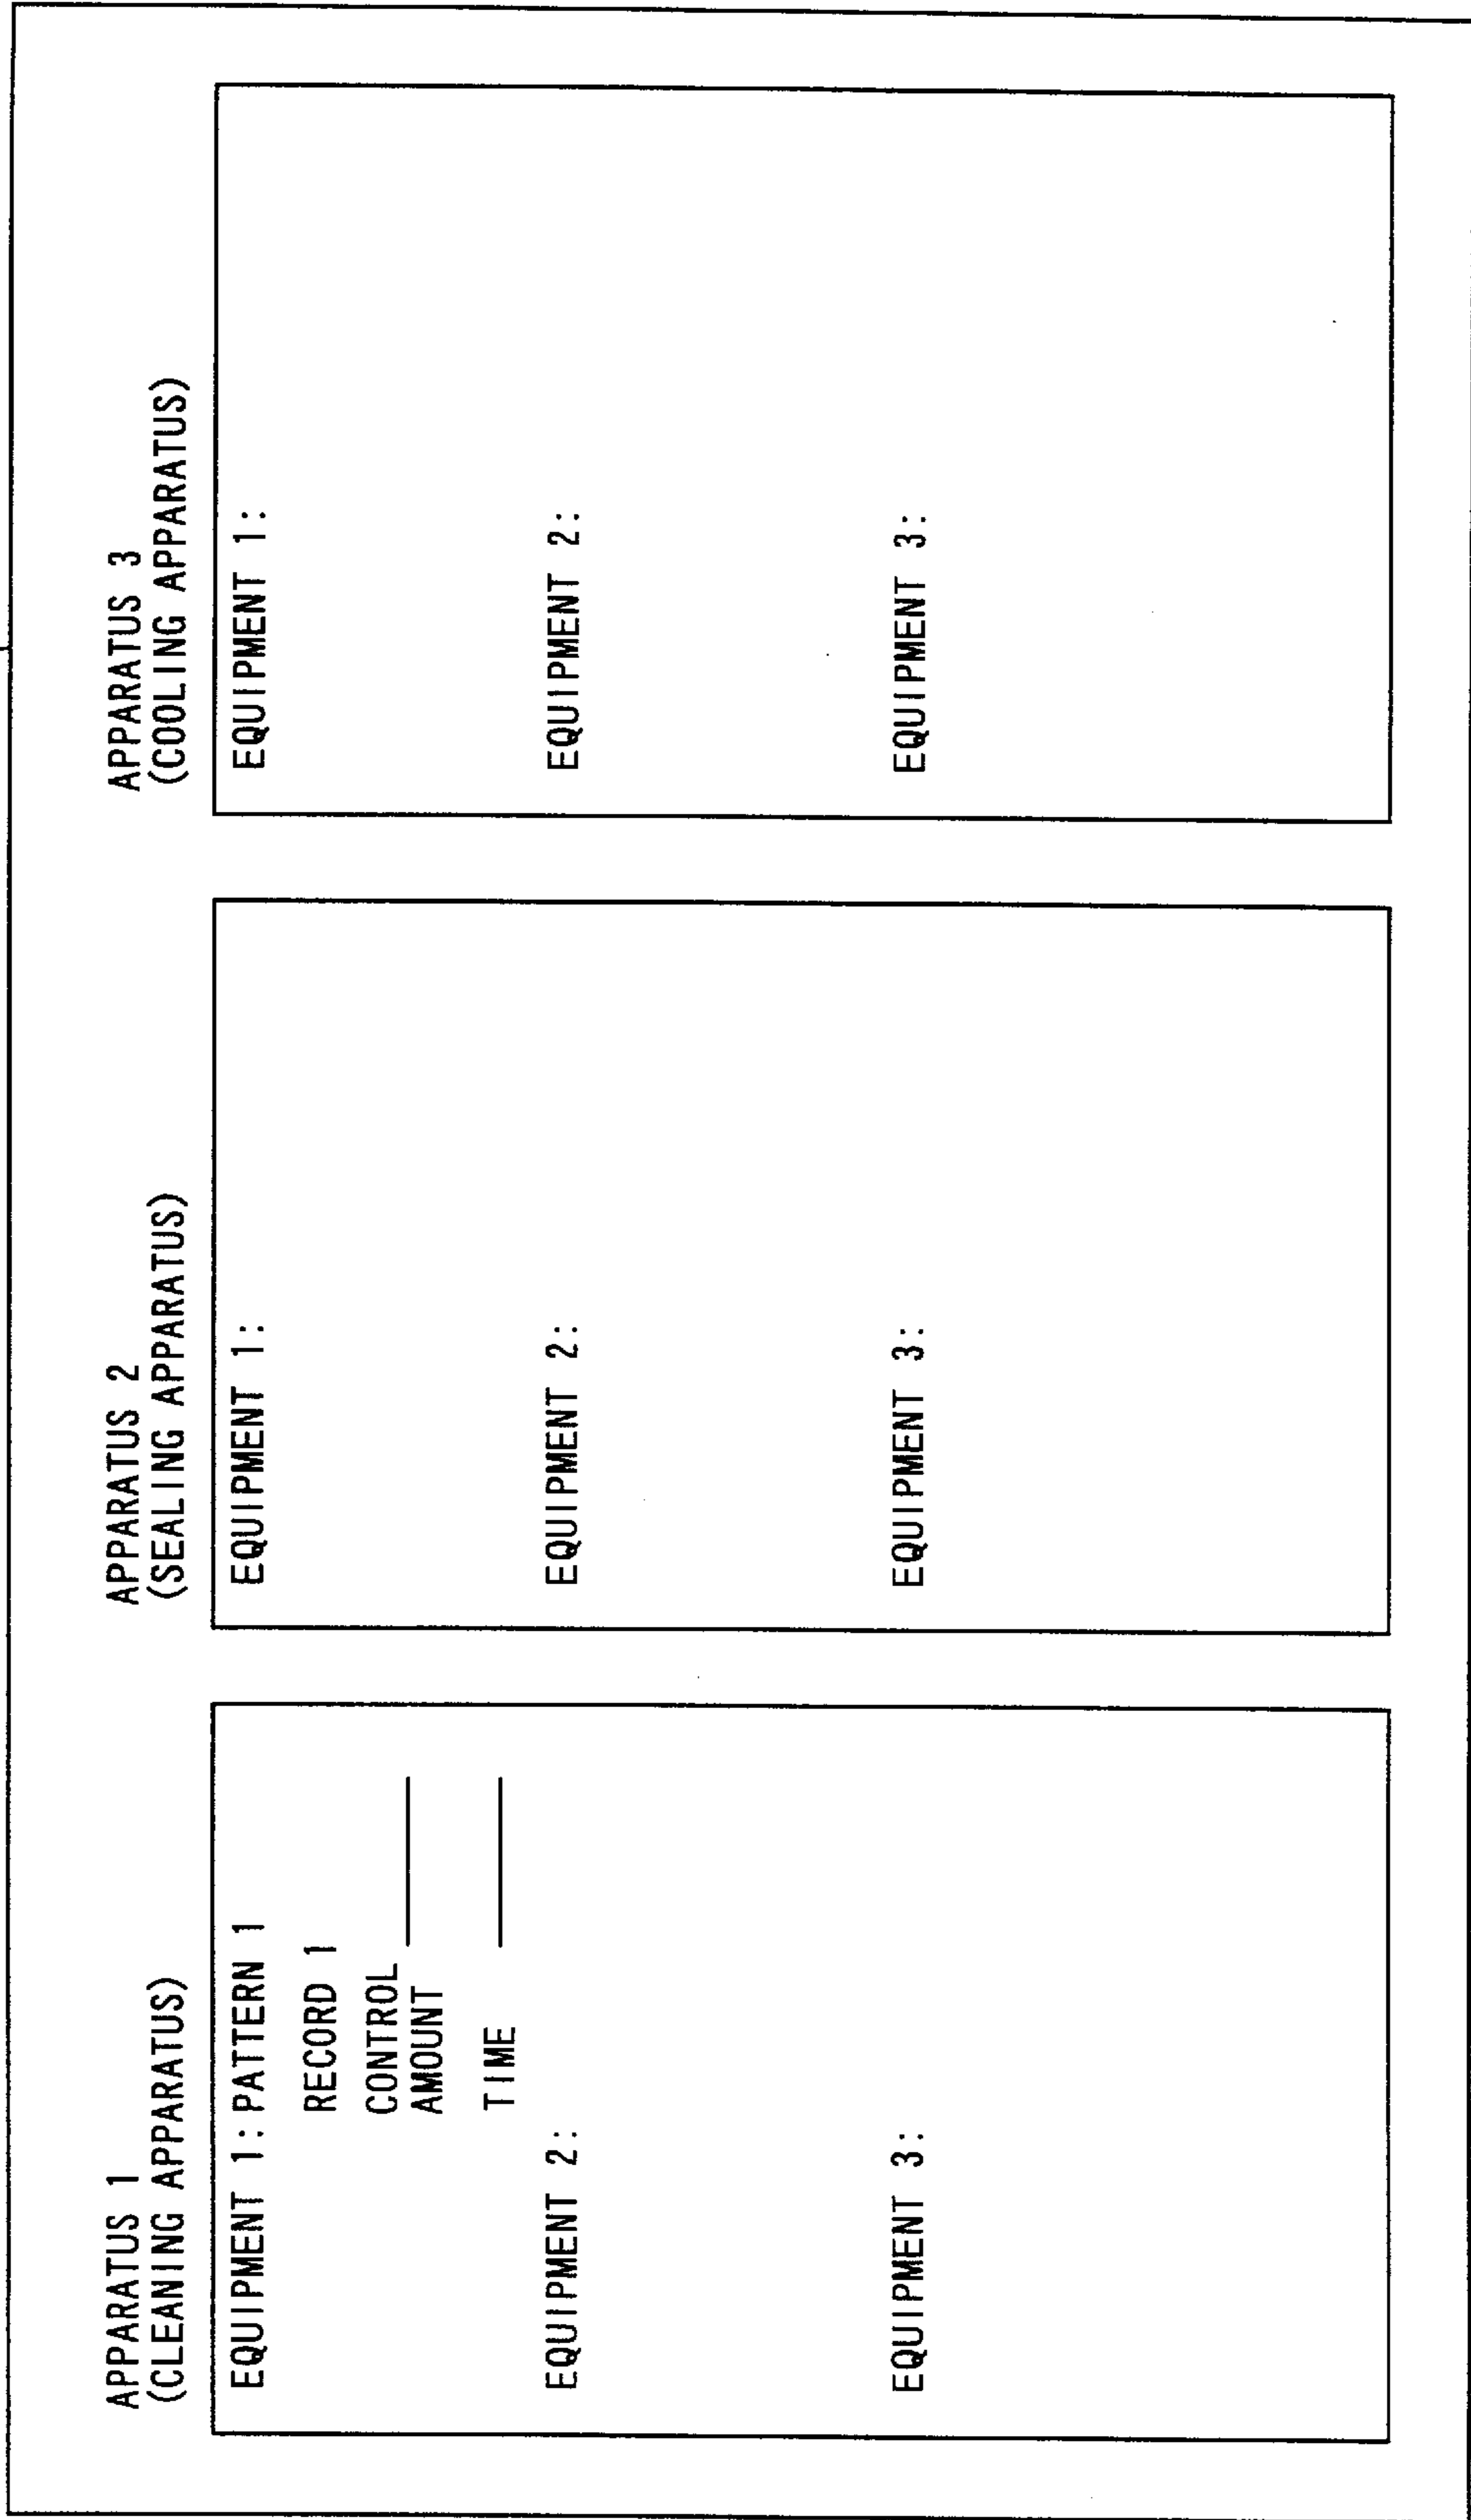 APPARATUS 1
(CLEANING APPARATUS)
EQUIPMENT 1: PATTERN 1
RECORD 1
CONTROL
AMOUNT
TIME
EQUIPMENT 2:
EQUIPMENT 3:
APPARATUS 2
(SEALING APPARATUS)
EQUIPMENT 1:
EQUIPMENT 2:
EQUIPMENT 3:
APPARATUS 3
(COOLING APPARATUS)
EQUIPMENT 1:
EQUIPMENT 2:
EQUIPMENT 3: